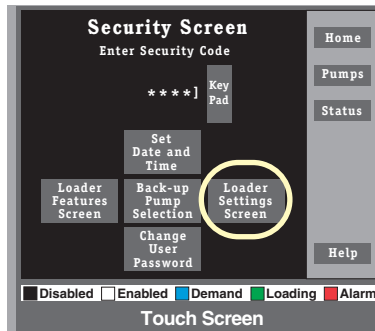 Security Screen
Enter Security Code
****]
Key
Pad
Home
Pumps
Status
Set
Date and
Time
Loader
Features
Screen
Back-up
Pump
Selection
Loader
Settings
Screen
Change
User
Password
Help
Disabled Enabled Demand Loading Alarm
Touch Screen